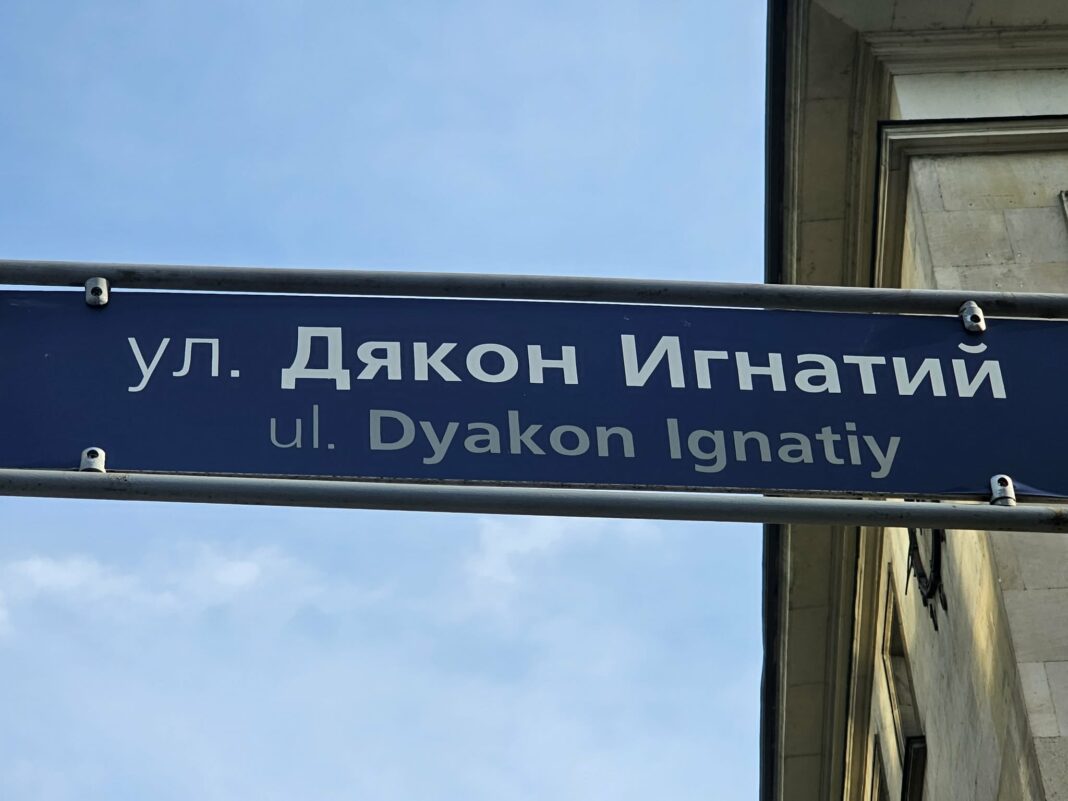 ул. Дякон Игнатий
ul. Dyakon Ignatiy